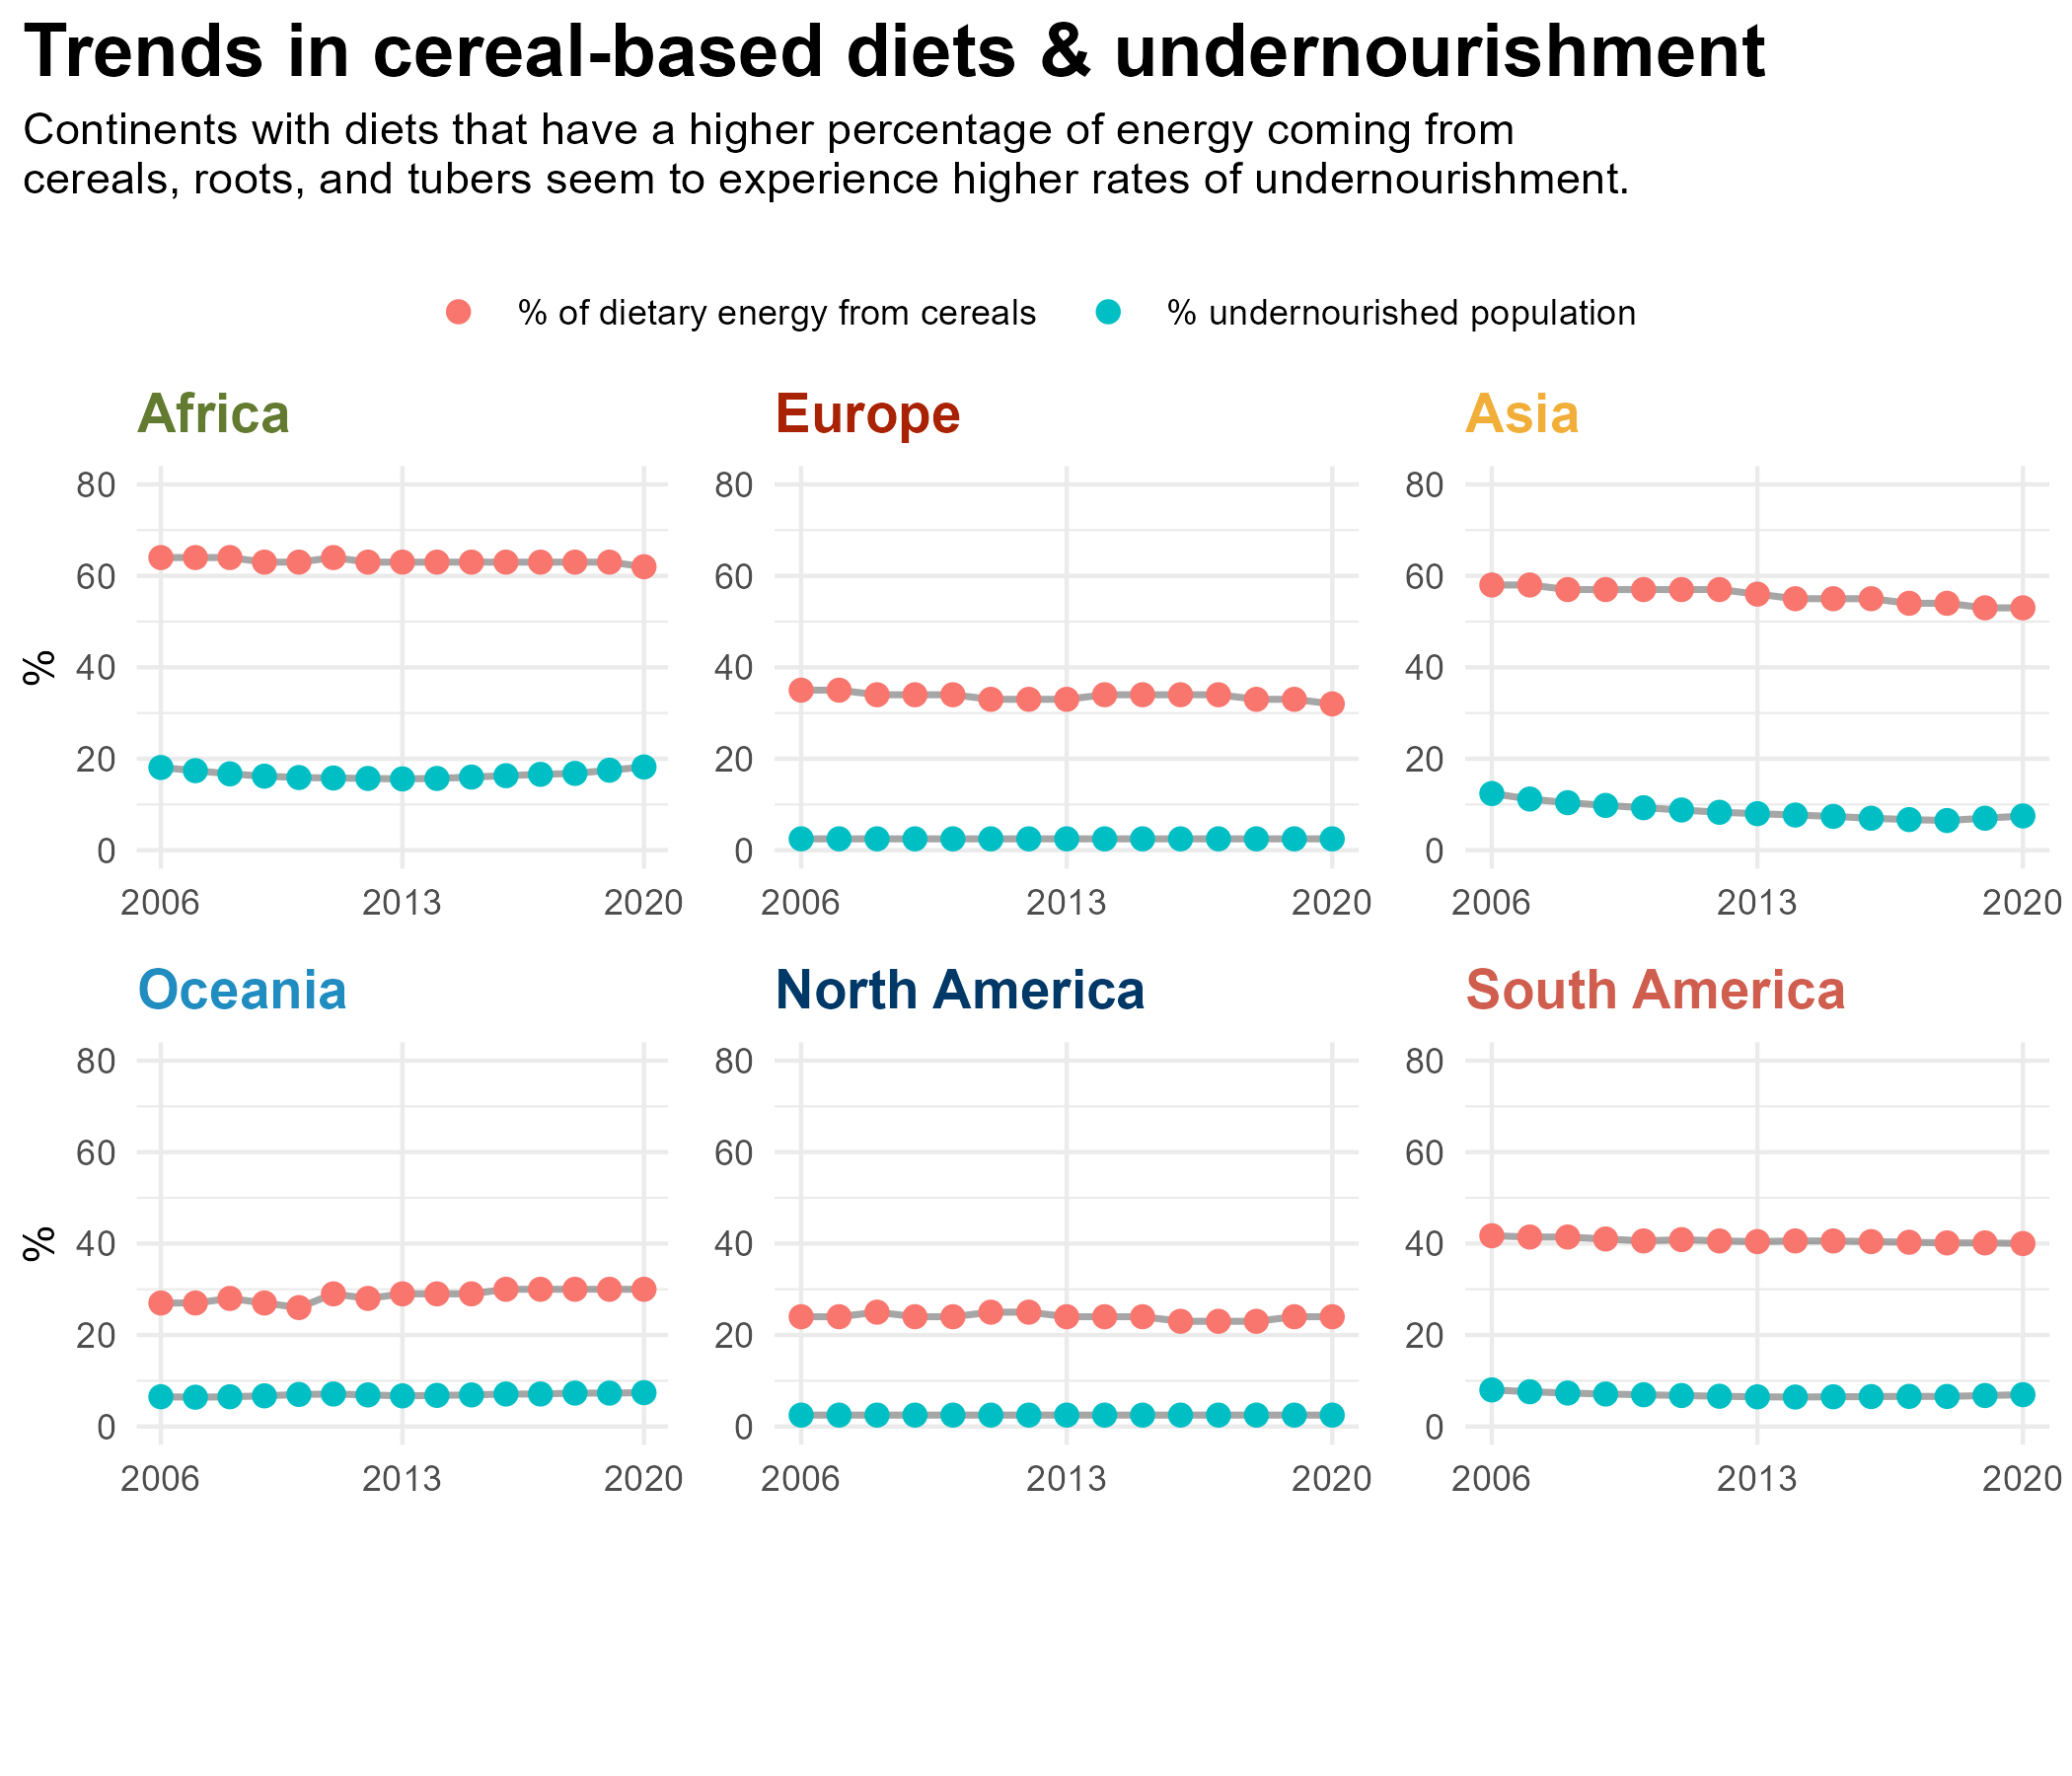 Trends in cereal-based diets & undernourishment
Continents with diets that have a higher percentage of energy coming from
cereals, roots, and tubers seem to experience higher rates of undernourishment.
% of dietary energy from cereals
% undernourished population
Africa
%
80
60
40
20
0
2006 2013 2020
Europe
80
60
40
20
0
2006 2013 2020
Asia
80
60
40
20
0
2006 2013 2020
Oceania
%
80
60
40
20
0
2006 2013 2020
North America
80
60
40
20
0
2006 2013 2020
South America
80
60
40
20
0
2006 2013 2020